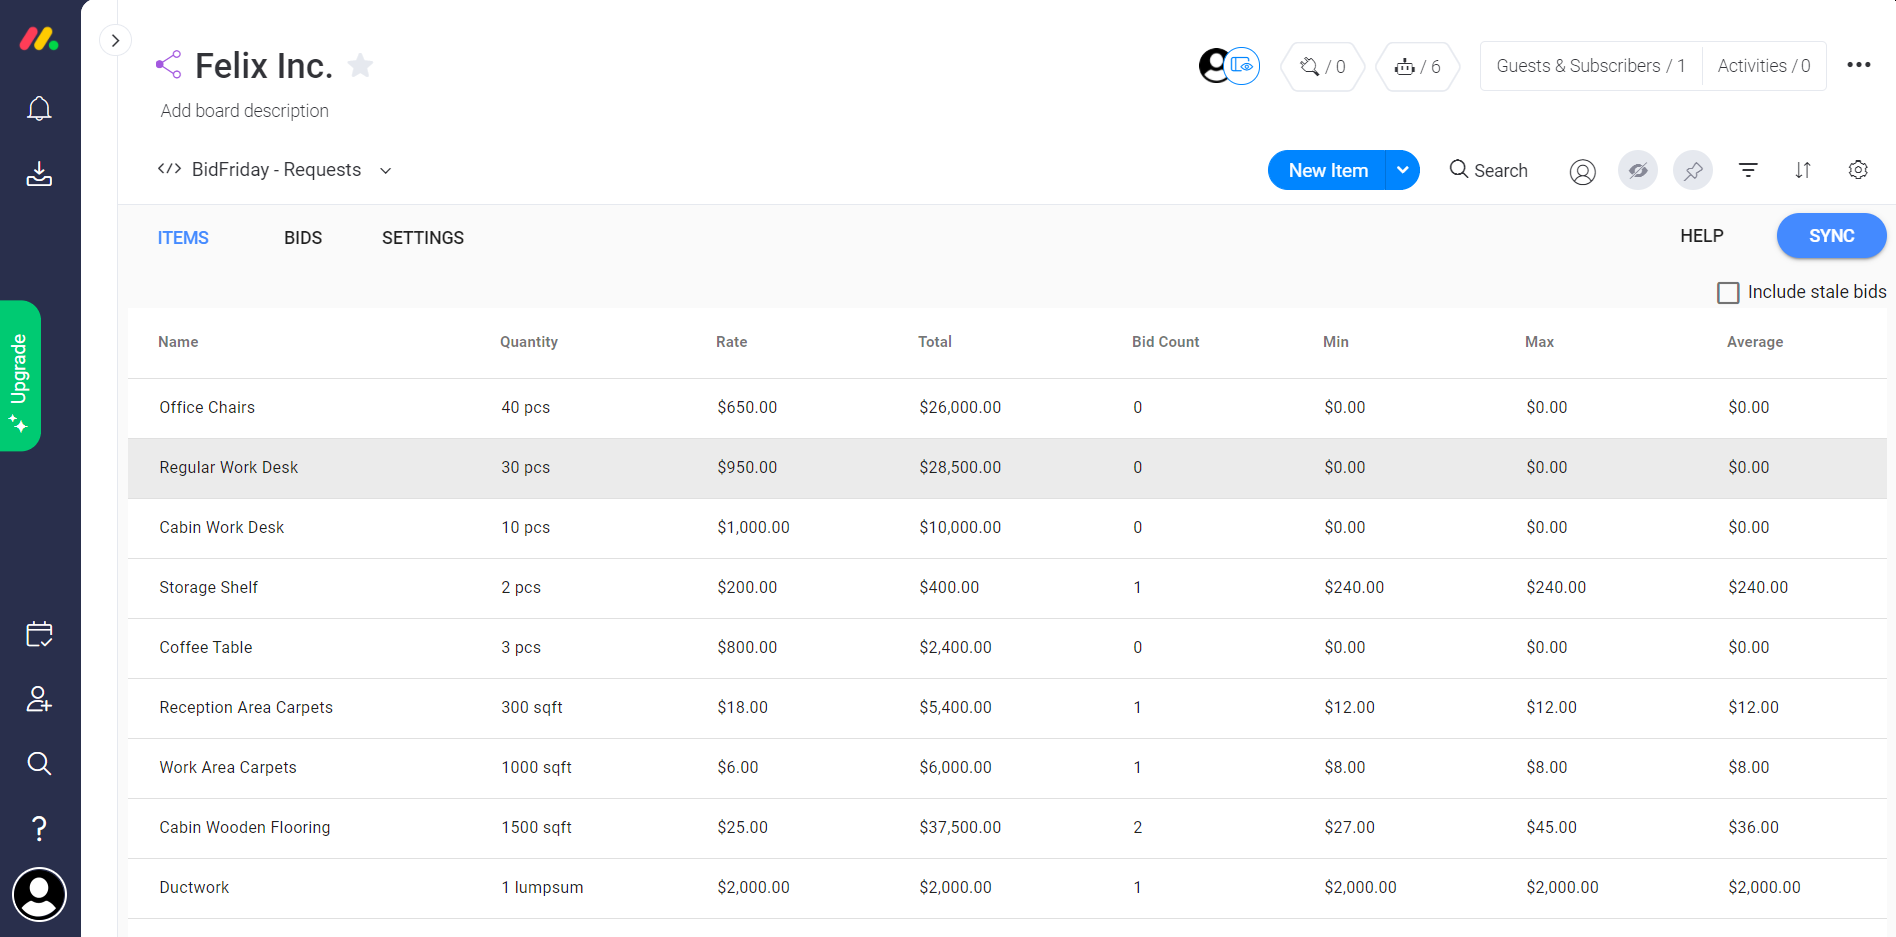 Felix Inc.
/ 0
/ 6
Guests & Subscribers / 1
Activities / 0
Add board description
BidFriday - Requests
New Item
Search
ITEMS
BIDS
SETTINGS
HELP
SYNC
Include stale bids
Upgrade
Name Quantity Rate Total Bid Count Min Max Average
Office Chairs 40 pcs $650.00 $26,000.00 0 $0.00 $0.00 $0.00
Regular Work Desk 30 pcs $950.00 $28,500.00 0 $0.00 $0.00 $0.00
Cabin Work Desk 10 pcs $1,000.00 $10,000.00 0 $0.00 $0.00 $0.00
Storage Shelf 2 pcs $200.00 $400.00 1 $240.00 $240.00 $240.00
Coffee Table 3 pcs $800.00 $2,400.00 0 $0.00 $0.00 $0.00
Reception Area Carpets 300 sqft $18.00 $5,400.00 1 $12.00 $12.00 $12.00
Work Area Carpets 1000 sqft $6.00 $6,000.00 1 $8.00 $8.00 $8.00
Cabin Wooden Flooring 1500 sqft $25.00 $37,500.00 2 $27.00 $45.00 $36.00
Ductwork 1 lumpsum $2,000.00 $2,000.00 1 $2,000.00 $2,000.00 $2,000.00